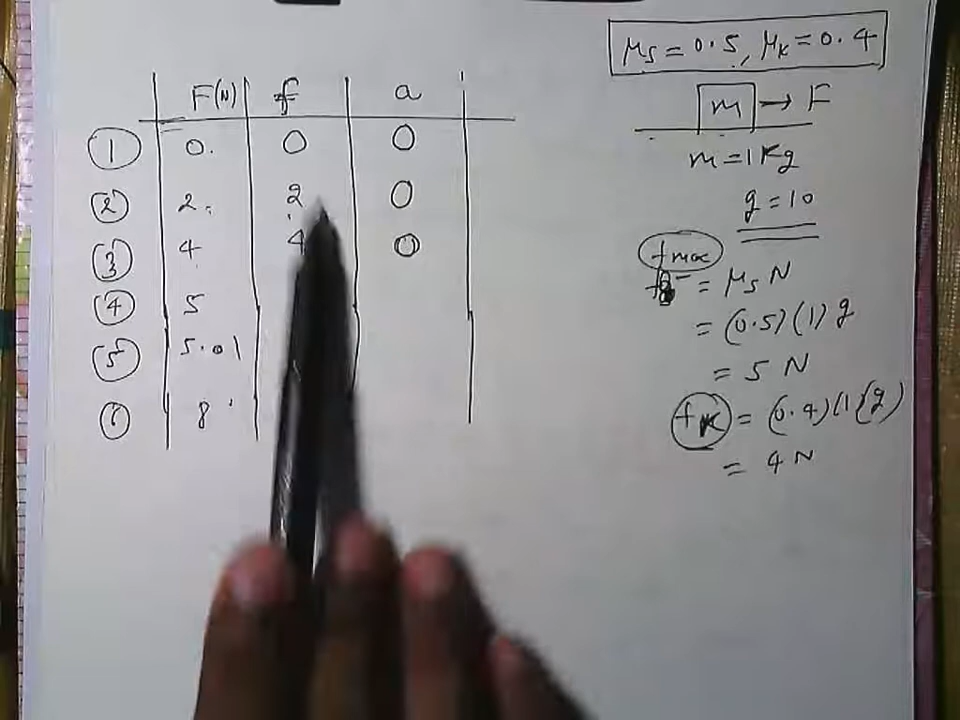 μs = 0.5, μk = 0.4
F(N) f a
1 0. 0 0
2 2. 2 0
3 4 4 0
4 5
5 5.01
6 8
m → F
m = 1 Kg
g = 10
fmax
= μs N
= (0.5)(1) g
= 5 N
fK = (0.4)(1)(g)
= 4 N